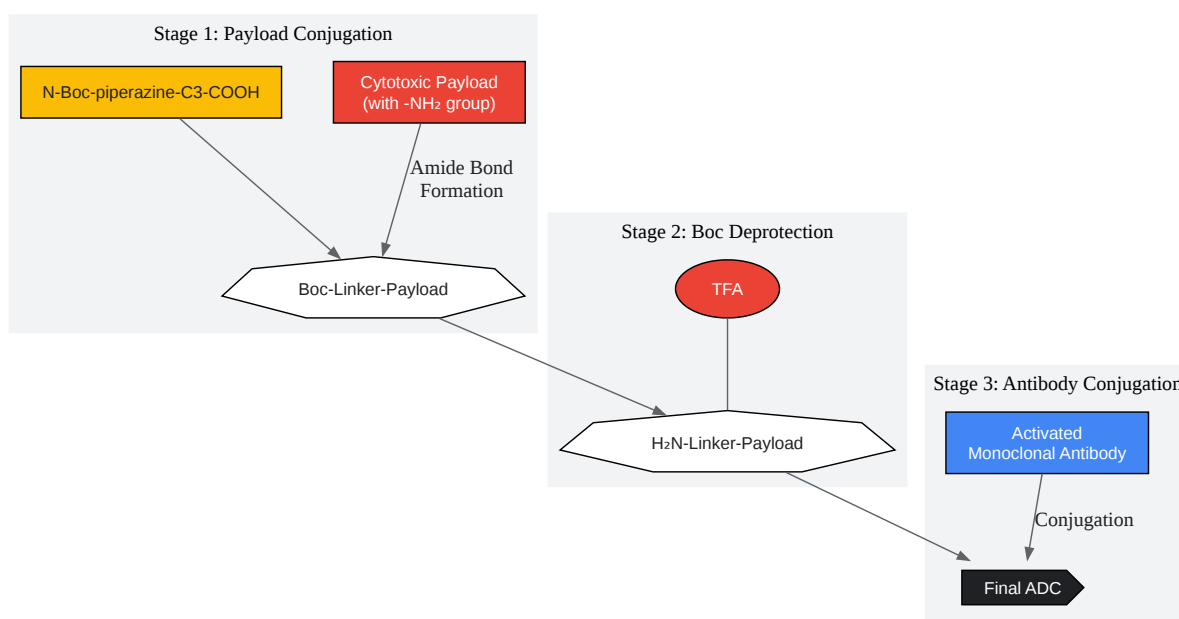 Stage 1: Payload Conjugation
N-Boc-piperazine-C3-COOH
Cytotoxic Payload
(with -NH₂ group)
Amide Bond
Formation
Boc-Linker-Payload
Stage 2: Boc Deprotection
TFA
H₂N-Linker-Payload
Stage 3: Antibody Conjugation
Activated
Monoclonal Antibody
Conjugation
Final ADC